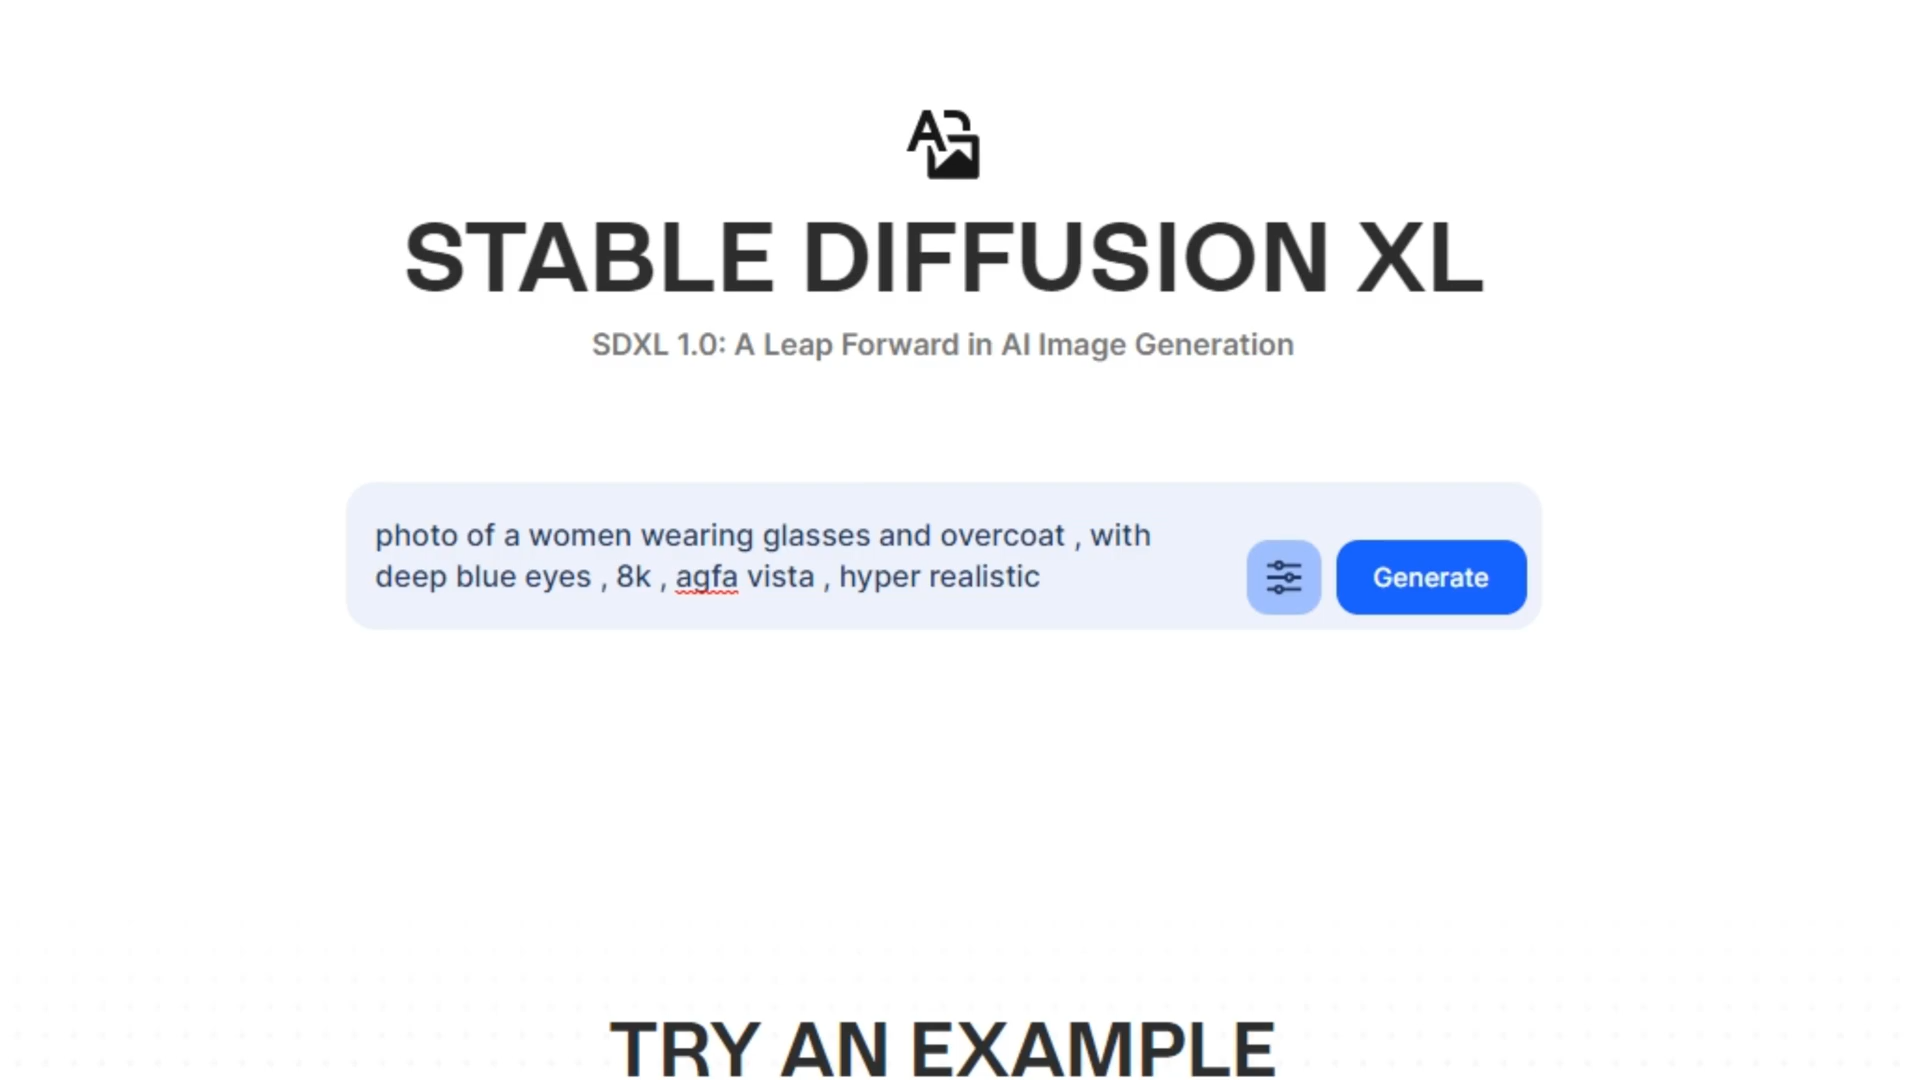 STABLE DIFFUSION XL
SDXL 1.0: A Leap Forward in AI Image Generation
photo of a women wearing glasses and overcoat , with
deep blue eyes , 8k , agfa vista , hyper realistic
Generate
TRY AN EXAMPLE